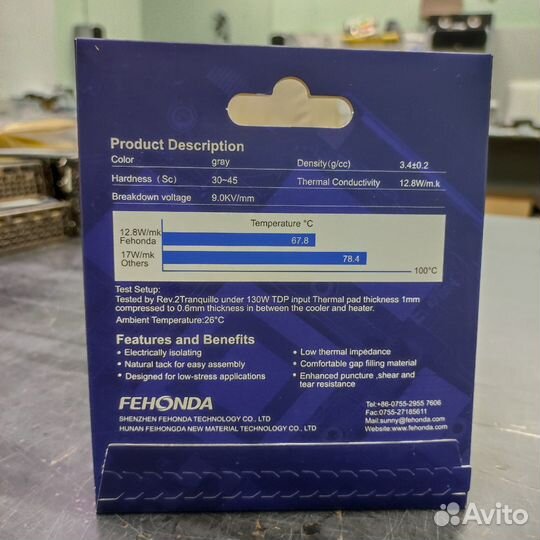 Product Description
Color gray Density(g/cc) 3.4±0.2
Hardness（Sc） 30~45 Thermal Conductivity 12.8W/m.k
Breakdown voltage 9.0KV/mm
Temperature °C
12.8W/mk
Fehonda 67.8
17W/mk
Others 78.4
100°C
Test Setup:
Tested by Rev.2Tranquillo under 130W TDP input Thermal pad thickness 1mm
compressed to 0.6mm thickness in between the cooler and heater.
Ambient Temperature:26°C
Features and Benefits
• Electrically isolating • Low thermal impedance
• Natural tack for easy assembly • Comfortable gap filling material
• Designed for low-stress applications • Enhanced puncture ,shear and
tear resistance
FEHONDA
SHENZHEN FEHONDA TECHNOLOGY CO., LTD
HUNAN FEIHONGDA NEW MATERIAL TECHNOLOGY CO., LTD
Tel:+86-0755-2955 7606
Fax:0755-27185611
Mail:sunny@fehonda.com
Website:www.fehonda.com
Avito